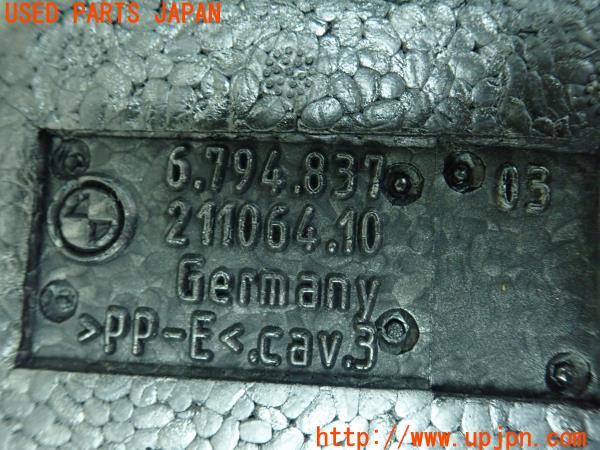 USED PARTS JAPAN
6.794.837
03
211064.10
Germany
>PP-E<.cav.3
http://www.upjpn.com